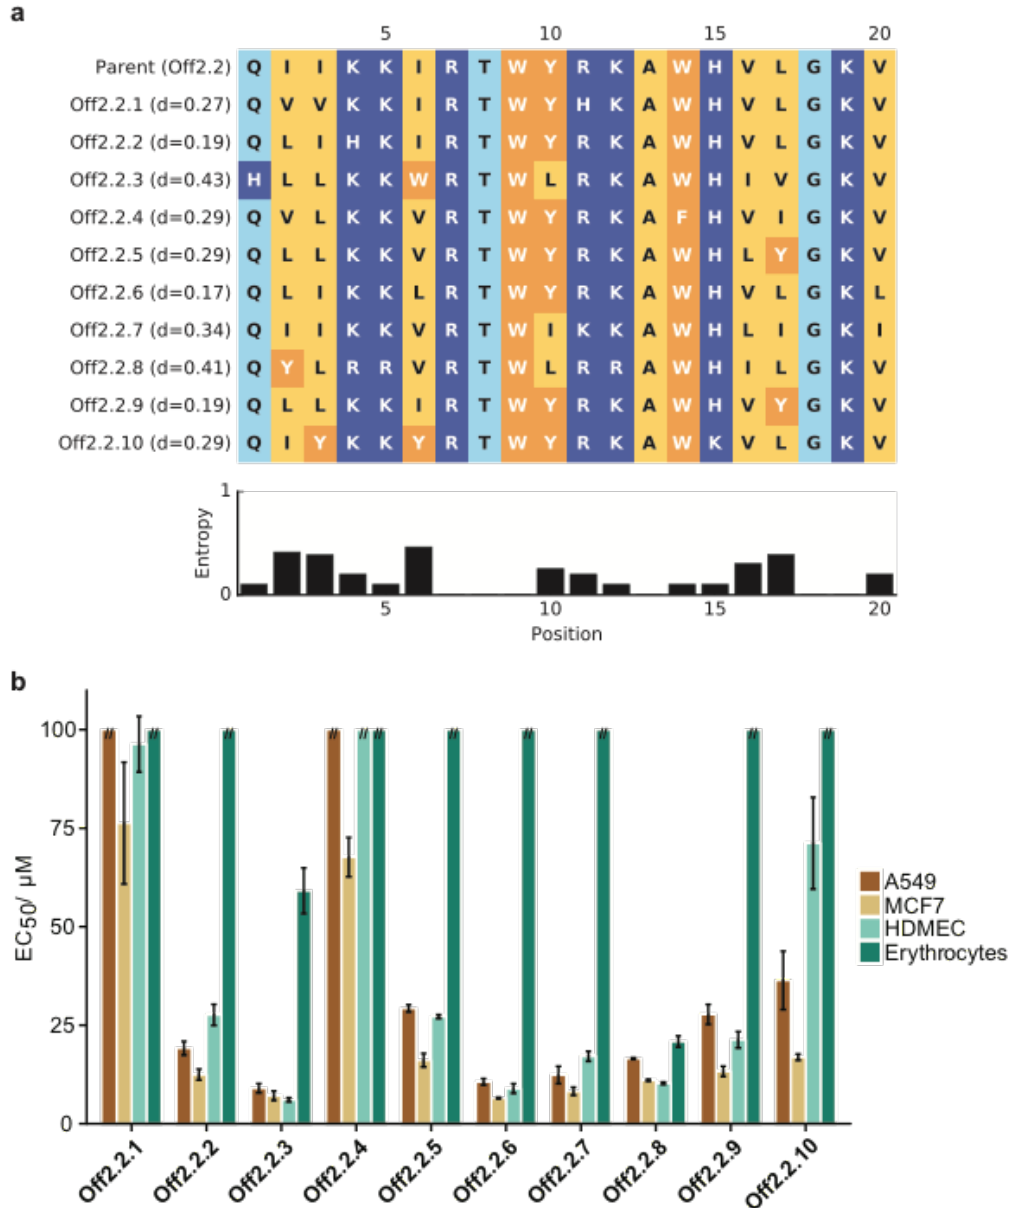 a
5 10 15 20
Parent (Off2.2) Q I I K K I R T W Y R K A W H V L G K V
Off2.2.1 (d=0.27) Q V V K K I R T W Y H K A W H V L G K V
Off2.2.2 (d=0.19) Q L I H K I R T W Y R K A W H V L G K V
Off2.2.3 (d=0.43) H L L K K W R T W L R K A W H I V G K V
Off2.2.4 (d=0.29) Q V L K K V R T W Y R K A F H V I G K V
Off2.2.5 (d=0.29) Q L L K K V R T W Y R K A W H L Y G K V
Off2.2.6 (d=0.17) Q L I K K L R T W Y R K A W H V L G K L
Off2.2.7 (d=0.34) Q I I K K V R T W I K K A W H L I G K I
Off2.2.8 (d=0.41) Q Y L R R V R T W L R R A W H I L G K V
Off2.2.9 (d=0.19) Q L L K K I R T W Y R K A W H V Y G K V
Off2.2.10 (d=0.29) Q I Y K K Y R T W Y R K A W K V L G K V
1
Entropy
0
5 10 15 20
Position
b
100
75
50
25
0
EC50/ µM
A549
MCF7
HDMEC
Erythrocytes
Off2.2.1 Off2.2.2 Off2.2.3 Off2.2.4 Off2.2.5 Off2.2.6 Off2.2.7 Off2.2.8 Off2.2.9 Off2.2.10